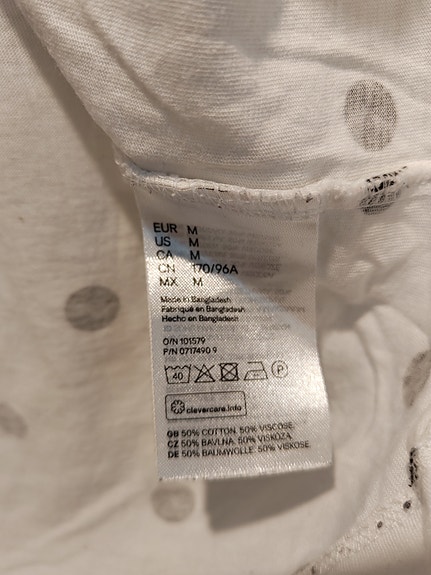 EUR M
US M
CA M
CN 170/96A
MX M
Made in Bangladesh
Fabriqué en Bangladesh
Hecho en Bangladesh
O/N 101579
P/N 0717490 9
40
P
clevercare.info
GB 50% COTTON. 50% VISCOSE.
CZ 50% BAVLNA. 50% VISKÓZA
DE 50% BAUMWOLLE. 50% VISKOSE.